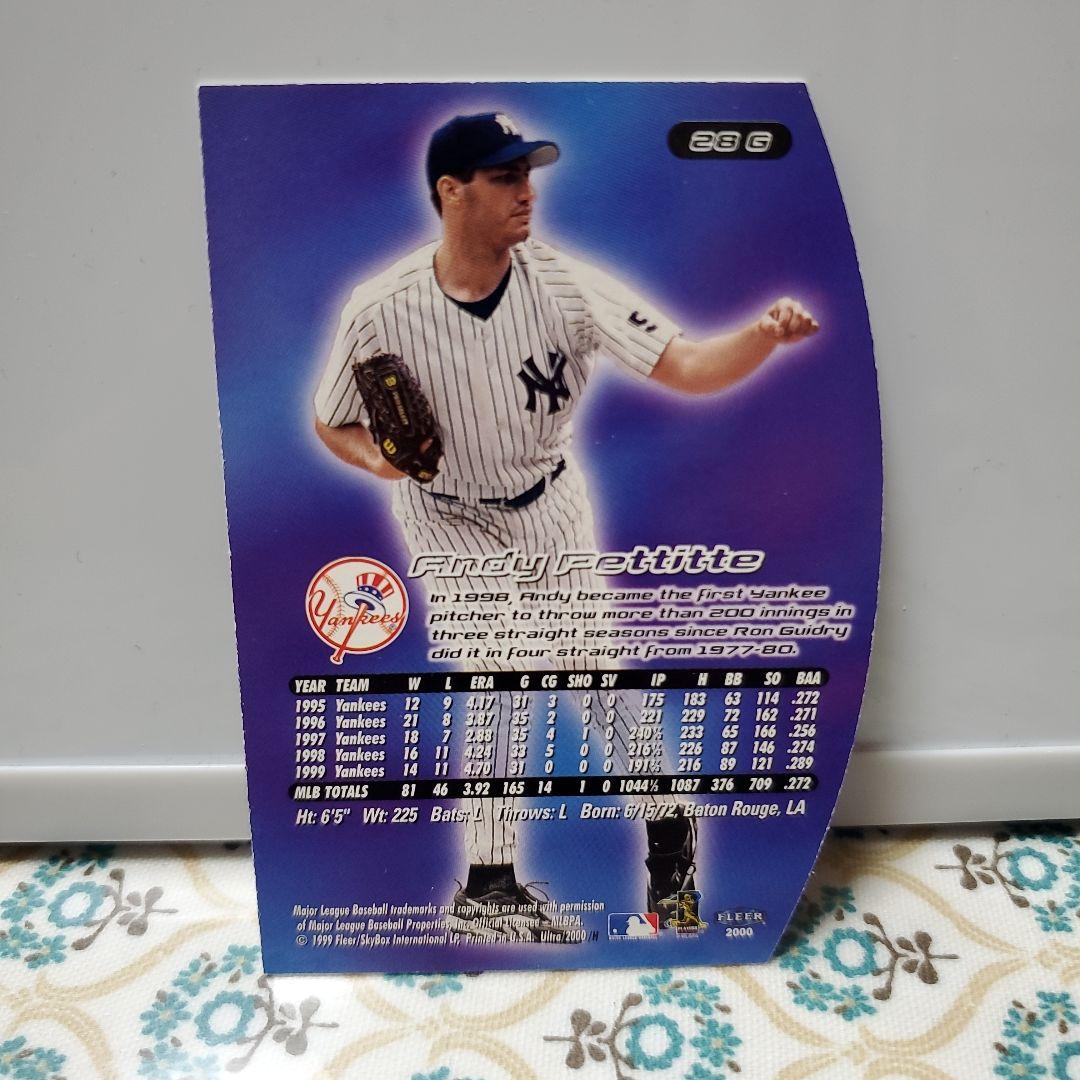 28 G
NY
5
NY
Andy Pettitte
Yankees
In 1998, Andy became the first Yankee
pitcher to throw more than 200 innings in
three straight seasons since Ron Guidry
did it in four straight from 1977-80.
YEAR TEAM W L ERA G CG SHO SV IP H BB SO BAA
1995 Yankees 12 9 4.17 31 3 0 0 175 183 63 114 .272
1996 Yankees 21 8 3.87 35 2 0 0 221 229 72 162 .271
1997 Yankees 18 7 2.88 35 4 1 0 240⅓ 233 65 166 .256
1998 Yankees 16 11 4.24 33 5 0 0 216⅓ 226 87 146 .274
1999 Yankees 14 11 4.70 31 0 0 0 191⅔ 216 89 121 .289
MLB TOTALS 81 46 3.92 165 14 1 0 1044⅓ 1087 376 709 .272
Ht: 6'5" Wt: 225 Bats: L Throws: L Born: 6/15/72, Baton Rouge, LA
Major League Baseball trademarks and copyrights are used with permission
of Major League Baseball Properties, Inc. Official Licensee – MLBPA.
© 1999 Fleer/SkyBox International LP. Printed in U.S.A. Ultra/2000/H
FLEER
2000